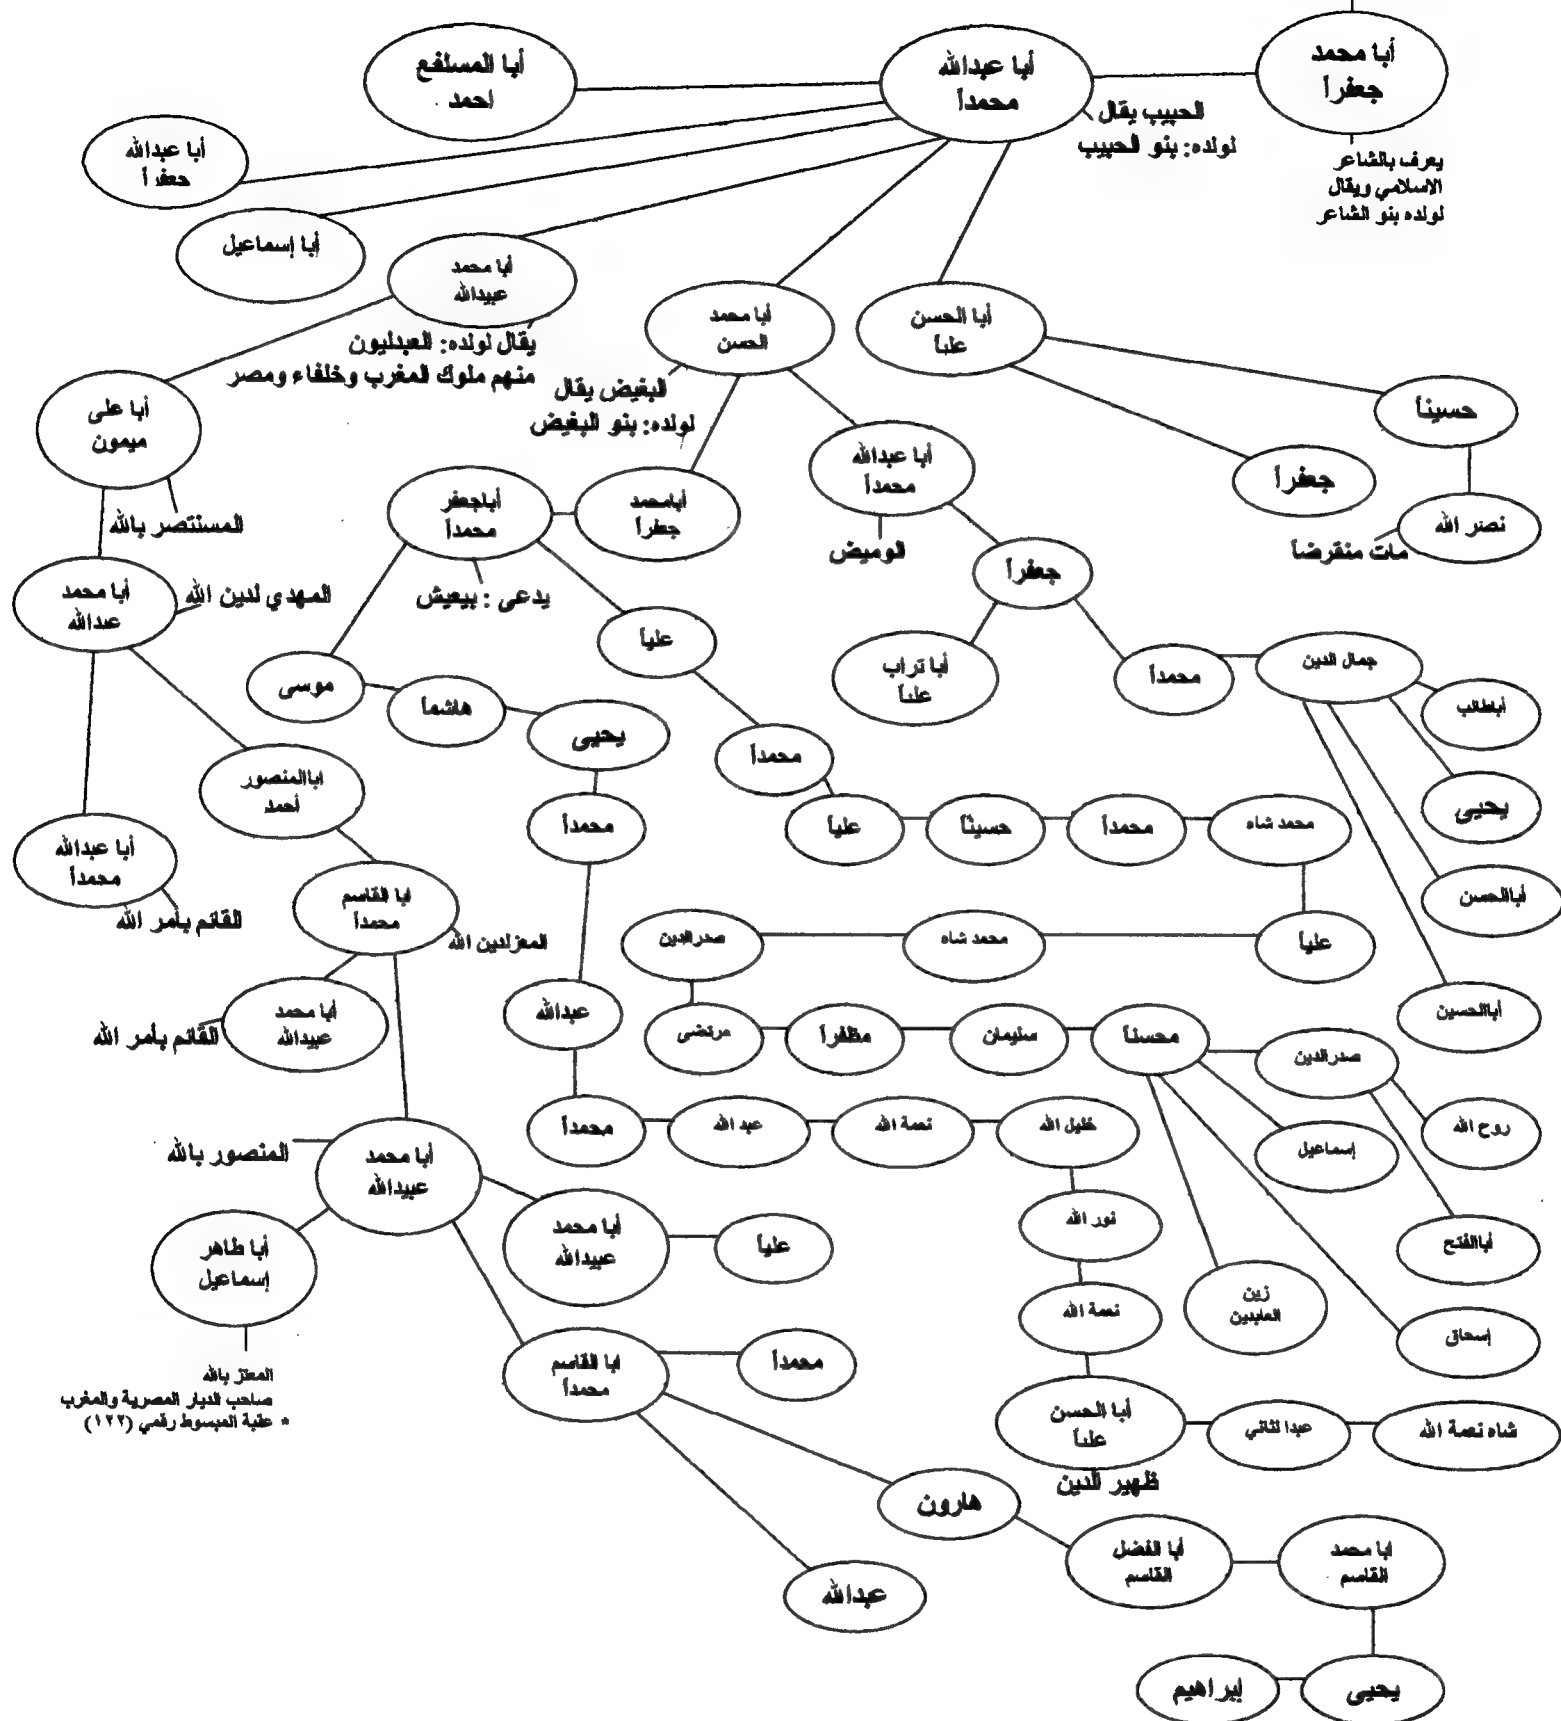 أبا محمد
جعفراً
يعرف بالشاعر
الاسلامي ويقال
لولده بنو الشاعر
أبا عبدالله
محمداً
الحبيب يقال
لولده: بنو الحبيب
أبا المسلفع
احمد
أبا عبدالله
جعفراً
أبا إسماعيل
أبا محمد
عبيدالله
يقال لولده: العبدليون
منهم ملوك المغرب وخلفاء ومصر
أبا محمد
الحسن
البغيض يقال
لولده: بنو البغيض
أبا الحسن
علياً
حسيناً
جعفراً
نصر الله
مات منقرضاً
أبا على
ميمون
المستنصر بالله
أبا عبدالله
محمداً
الوميض
أبامحمد
جعفراً
أباجعفر
محمداً
يدعى : بيعيش
جعفراً
أبا تراب
علياً
محمداً
جمال الدين
أباطالب
يحيى
أباالحسن
أباالحسين
أبا محمد
عبدالله
المهدي لدين الله
علياً
موسى
هاشماً
يحيى
محمداً
محمداً
علياً
حسيناً
محمداً
محمد شاه
علياً
محمد شاه
صدرالدين
اباالمنصور
أحمد
أبا عبدالله
محمداً
القائم بأمر الله
ابا القاسم
محمداً
المعزلدين الله
أبا محمد
عبيدالله
القائم بأمر الله
عبدالله
مرتضى
مظفراً
سليمان
محسناً
صدرالدين
روح الله
أباالفتح
إسماعيل
إسحاق
زين
العابدين
محمداً
عبد الله
نعمة الله
خليل الله
نور الله
نعمة الله
أبا الحسن
علياً
ظهير الدين
عبدا لثاني
شاه نعمة الله
أبا محمد
عبيدالله
المنصور بالله
أبا طاهر
إسماعيل
المعتز بالله
صاحب الديار المصرية والمغرب
* عقبة المبسوط رقمي (١٢٢)
أبا محمد
عبيدالله
علياً
ابا القاسم
محمداً
محمداً
هارون
عبدالله
أبا الفضل
القاسم
ابا محمد
القاسم
يحيى
إبراهيم